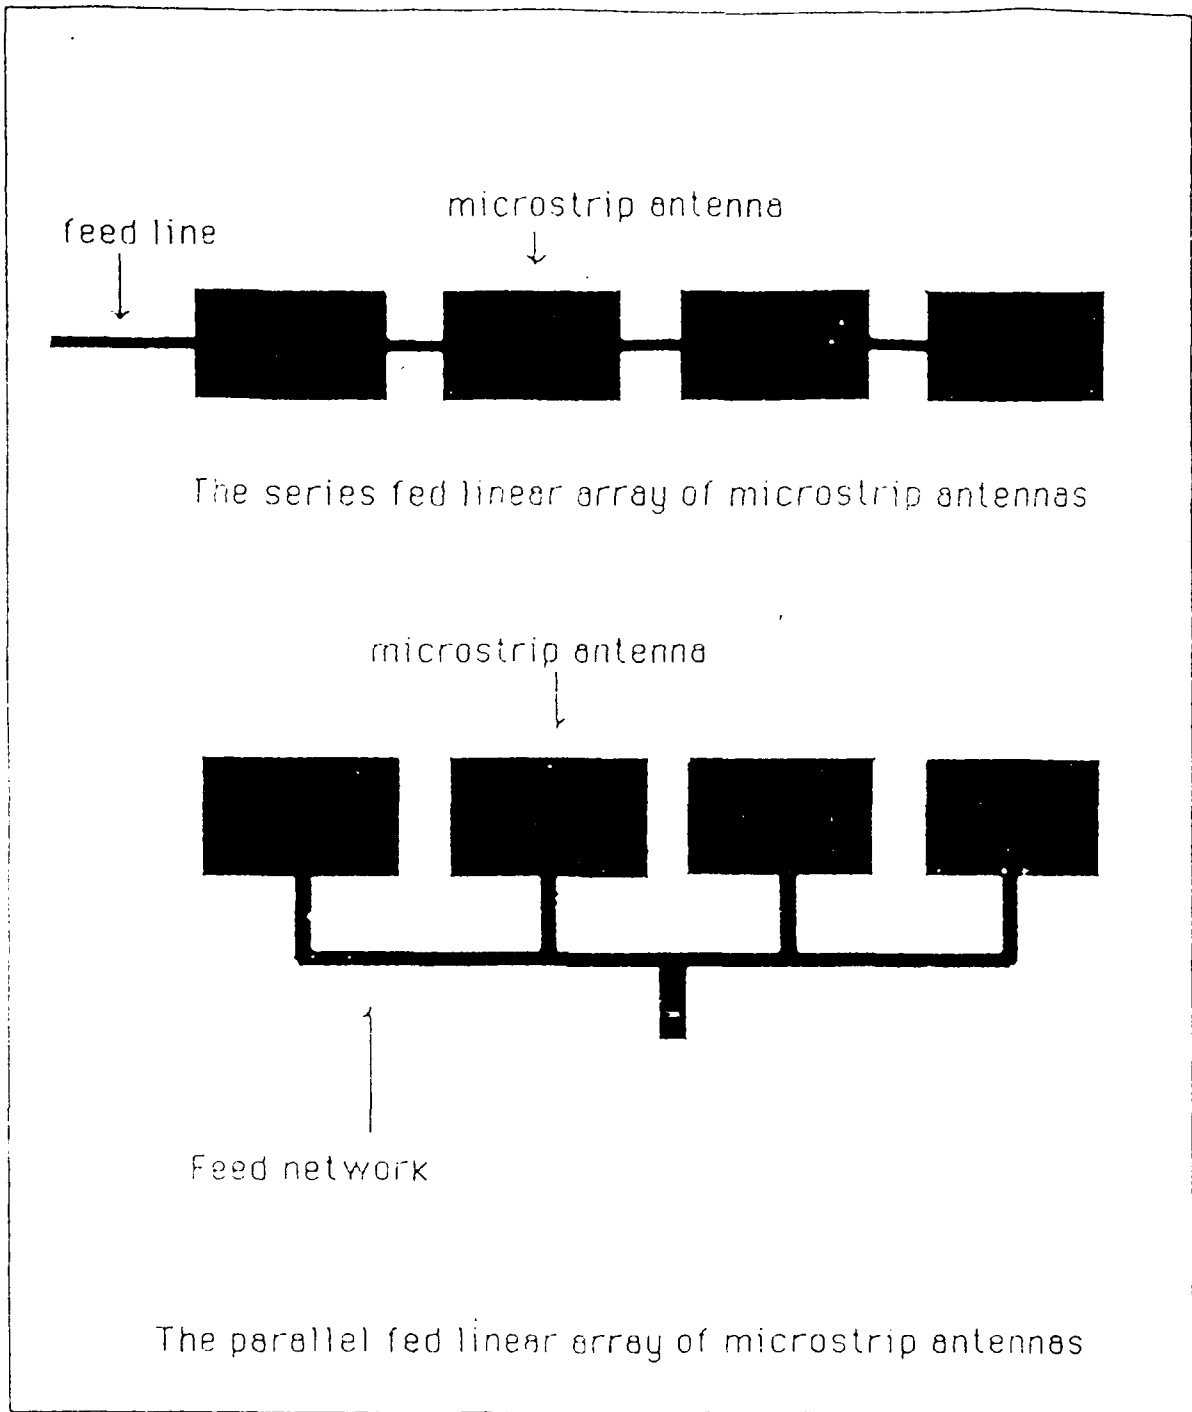 microstrip antenna
feed line
The series fed linear array of microstrip antennas
microstrip antenna
Feed network
The parallel fed linear array of microstrip antennas